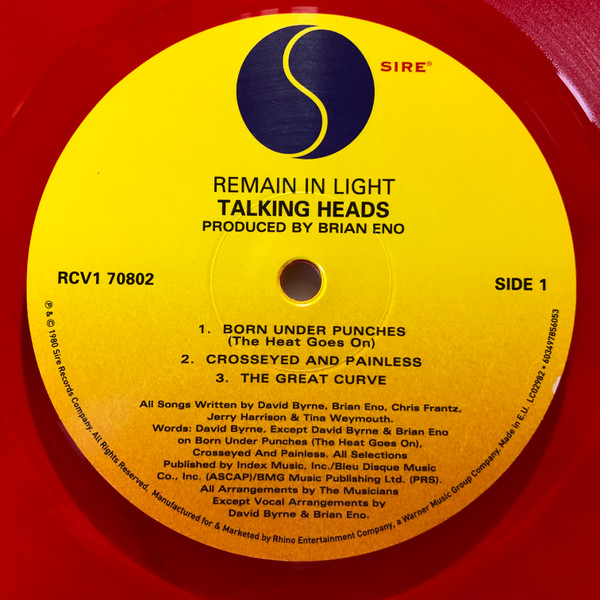 SIRE®
REMAIN IN LIGHT
TALKING HEADS
PRODUCED BY BRIAN ENO
RCV1 70802
SIDE 1
1. BORN UNDER PUNCHES
(The Heat Goes On)
2. CROSSEYED AND PAINLESS
3. THE GREAT CURVE
All Songs Written by David Byrne, Brian Eno, Chris Frantz,
Jerry Harrison & Tina Weymouth.
Words: David Byrne, Except David Byrne & Brian Eno
on Born Under Punches (The Heat Goes On),
Crosseyed And Painless. All Selections
Published by Index Music, Inc./Bleu Disque Music
Co., Inc. (ASCAP)/BMG Music Publishing Ltd. (PRS).
All Arrangements by The Musicians
Except Vocal Arrangements by
David Byrne & Brian Eno.
℗ & © 1980 Sire Records Company. All Rights Reserved. Manufactured for & Marketed by Rhino Entertainment Company, a Warner Music Group Company. Made in E.U. LC02982 • 603497856053